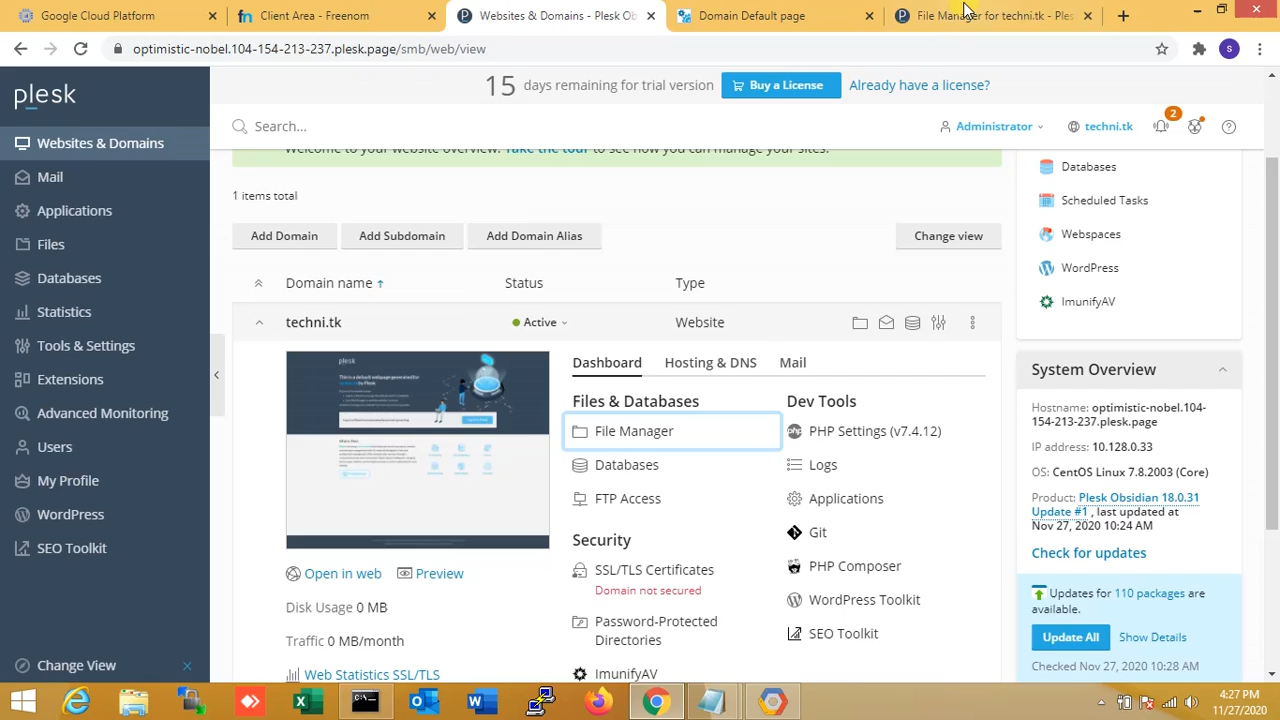 Google Cloud Platform
Client Area - Freenom
Websites & Domains - Plesk Ob
Domain Default page
File Manager for techni.tk - Ples
optimistic-nobel.104-154-213-237.plesk.page/smb/web/view
S
plesk
15 days remaining for trial version
Buy a License
Already have a license?
Search...
Administrator
techni.tk
2
Websites & Domains
Mail
Applications
Files
Databases
Statistics
Tools & Settings
Extensions
Advanced Monitoring
Users
My Profile
WordPress
SEO Toolkit
Change View
Welcome to your website overview. Take the tour to see how you can manage your sites.
1 items total
Add Domain
Add Subdomain
Add Domain Alias
Change view
Domain name
Status
Type
techni.tk
Active
Website
plesk
Open in web
Preview
Disk Usage 0 MB
Traffic 0 MB/month
Web Statistics SSL/TLS
Dashboard
Hosting & DNS
Mail
Files & Databases
File Manager
Databases
FTP Access
Security
SSL/TLS Certificates
Domain not secured
Password-Protected
Directories
ImunifyAV
Dev Tools
PHP Settings (v7.4.12)
Logs
Applications
Git
PHP Composer
WordPress Toolkit
SEO Toolkit
Databases
Scheduled Tasks
Webspaces
WordPress
ImunifyAV
System Overview
Hostname: optimistic-nobel.104-
154-213-237.plesk.page
IP address: 10.128.0.33
OS: CentOS Linux 7.8.2003 (Core)
Product: Plesk Obsidian 18.0.31
Update #1 , last updated at
Nov 27, 2020 10:24 AM
Check for updates
Updates for 110 packages are
available.
Update All
Show Details
Checked Nov 27, 2020 10:28 AM
4:27 PM
11/27/2020